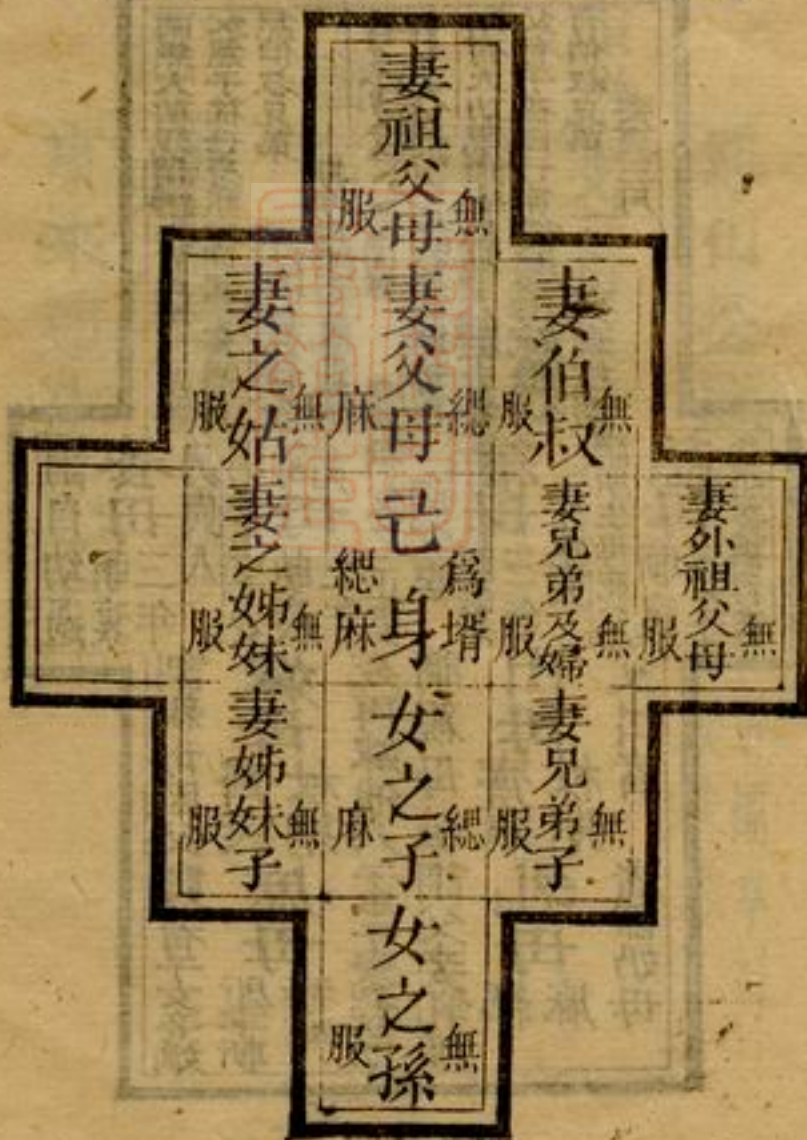 妻祖父母 無服
妻伯叔 無服
妻父母 緦麻
妻之姑 無服
妻外祖父母 無服
妻兄弟及婦 無服
己身 爲壻緦麻
妻之姊妹 無服
妻兄弟子 無服
女之子 緦麻
妻姊妹子 無服
女之孫 無服